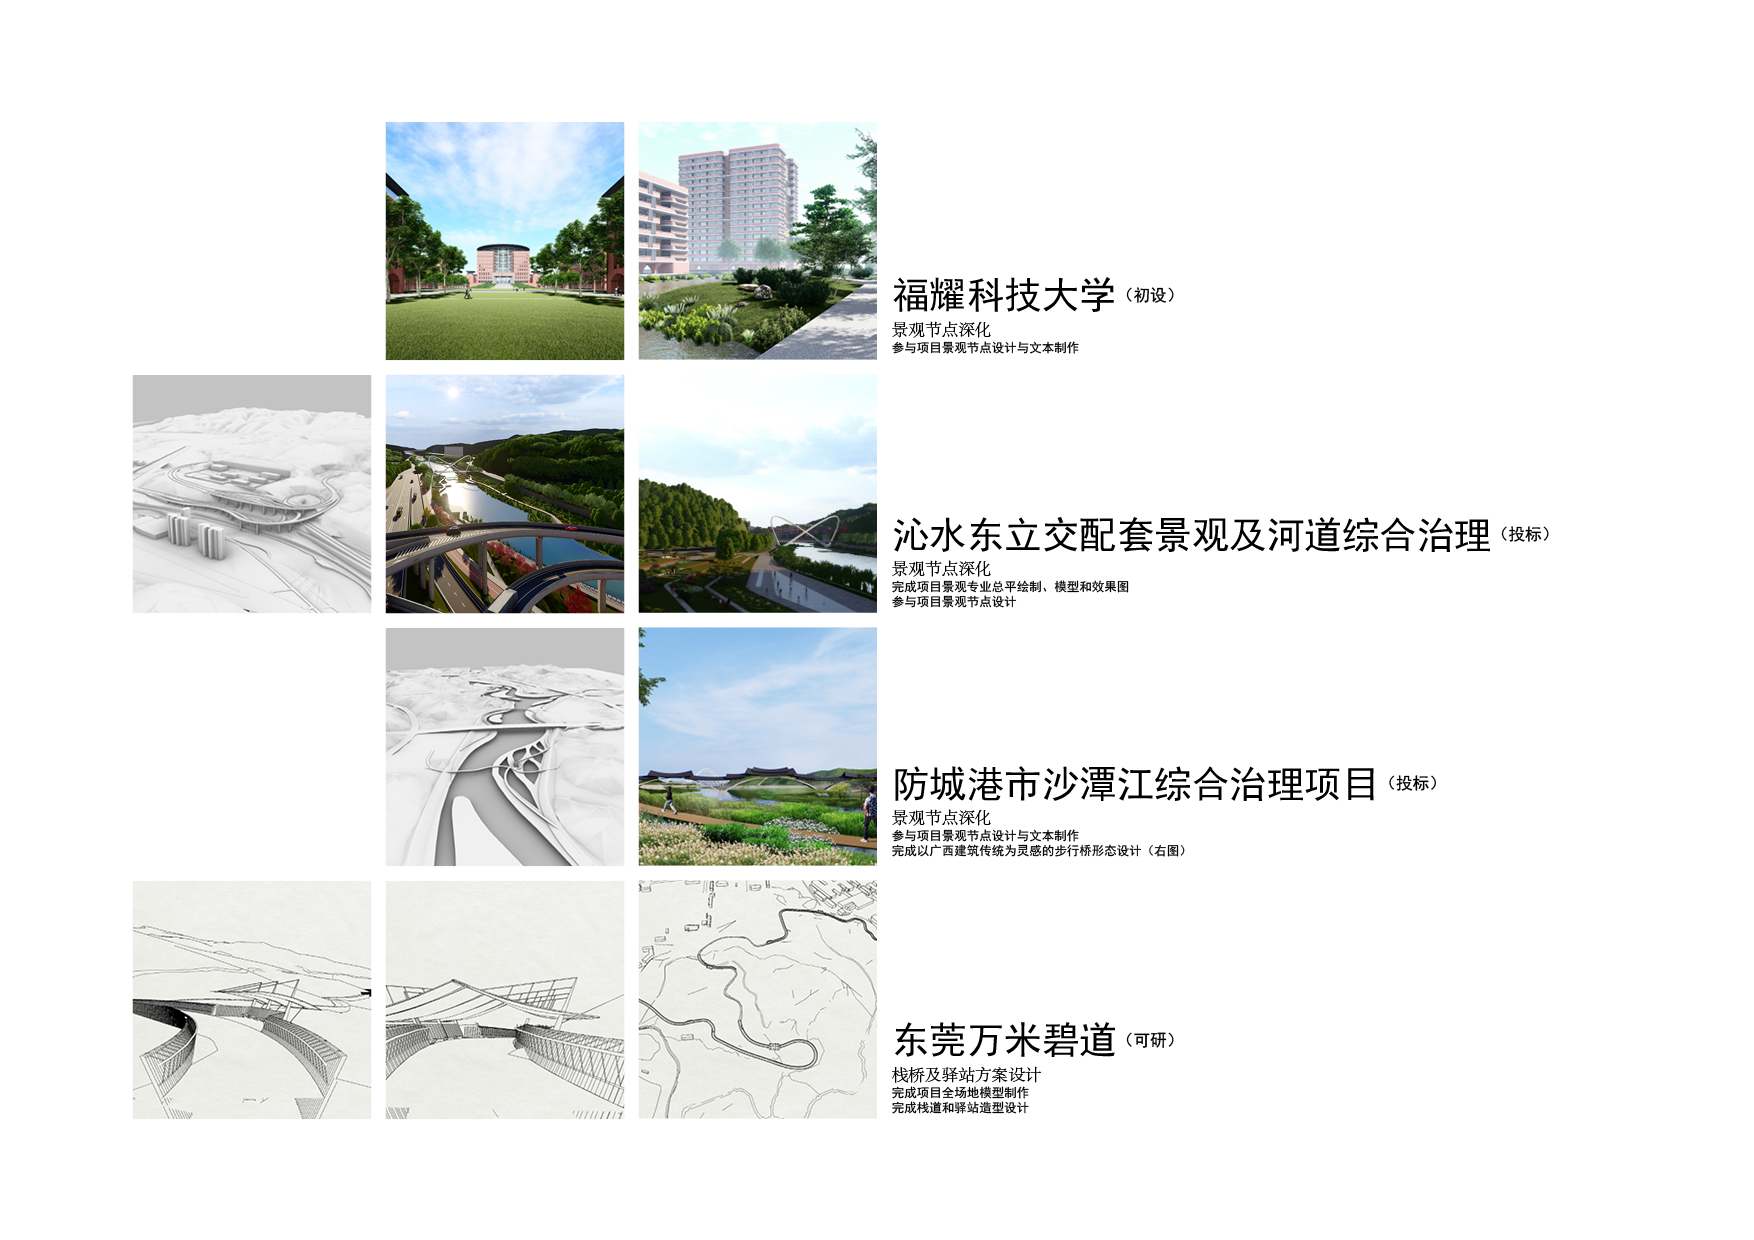 福耀科技大学（初设）
景观节点深化
参与项目景观节点设计与文本制作
沁水东立交配套景观及河道综合治理（投标）
景观节点深化
完成项目景观专业总平绘制、模型和效果图
参与项目景观节点设计
防城港市沙潭江综合治理项目（投标）
景观节点深化
参与项目景观节点设计与文本制作
完成以广西建筑传统为灵感的步行桥形态设计（右图）
东莞万米碧道（可研）
栈桥及驿站方案设计
完成项目全场地模型制作
完成栈道和驿站造型设计